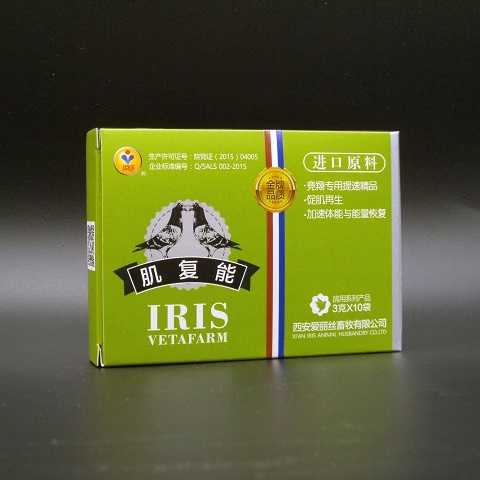 生产许可证号：陕饲证（2015）04005
企业标准编号：Q/SALS 002-2015
进口原料
·竞翔专用提速精品
·促肌再生
·加速体能与能量恢复
金牌
品质
肌复能
IRIS
VETAFARM
鸽用系列产品
3克X10袋
西安爱丽丝畜牧有限公司
XI'AN IRIS ANIMAL HUSBANDRY CO.,LTD